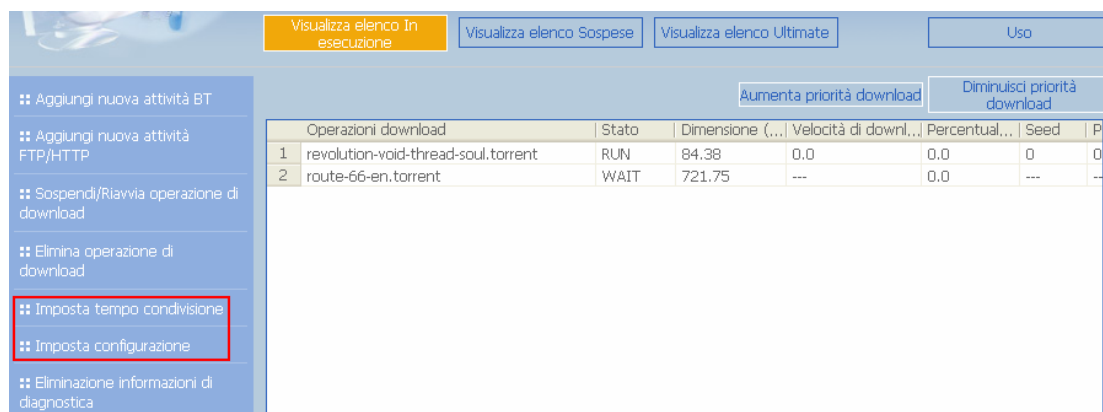 Visualizza elenco In
esecuzione
Visualizza elenco Sospese
Visualizza elenco Ultimate
Uso
Aumenta priorità download
Diminuisci priorità
download
Aggiungi nuova attività BT
Aggiungi nuova attività
FTP/HTTP
Sospendi/Riavvia operazione di
download
Elimina operazione di
download
Imposta tempo condivisione
Imposta configurazione
Eliminazione informazioni di
diagnostica
Operazioni download Stato Dimensione (... Velocità di downl... Percentual... Seed P
1 revolution-void-thread-soul.torrent RUN 84.38 0.0 0.0 0 0
2 route-66-en.torrent WAIT 721.75 --- 0.0 --- --